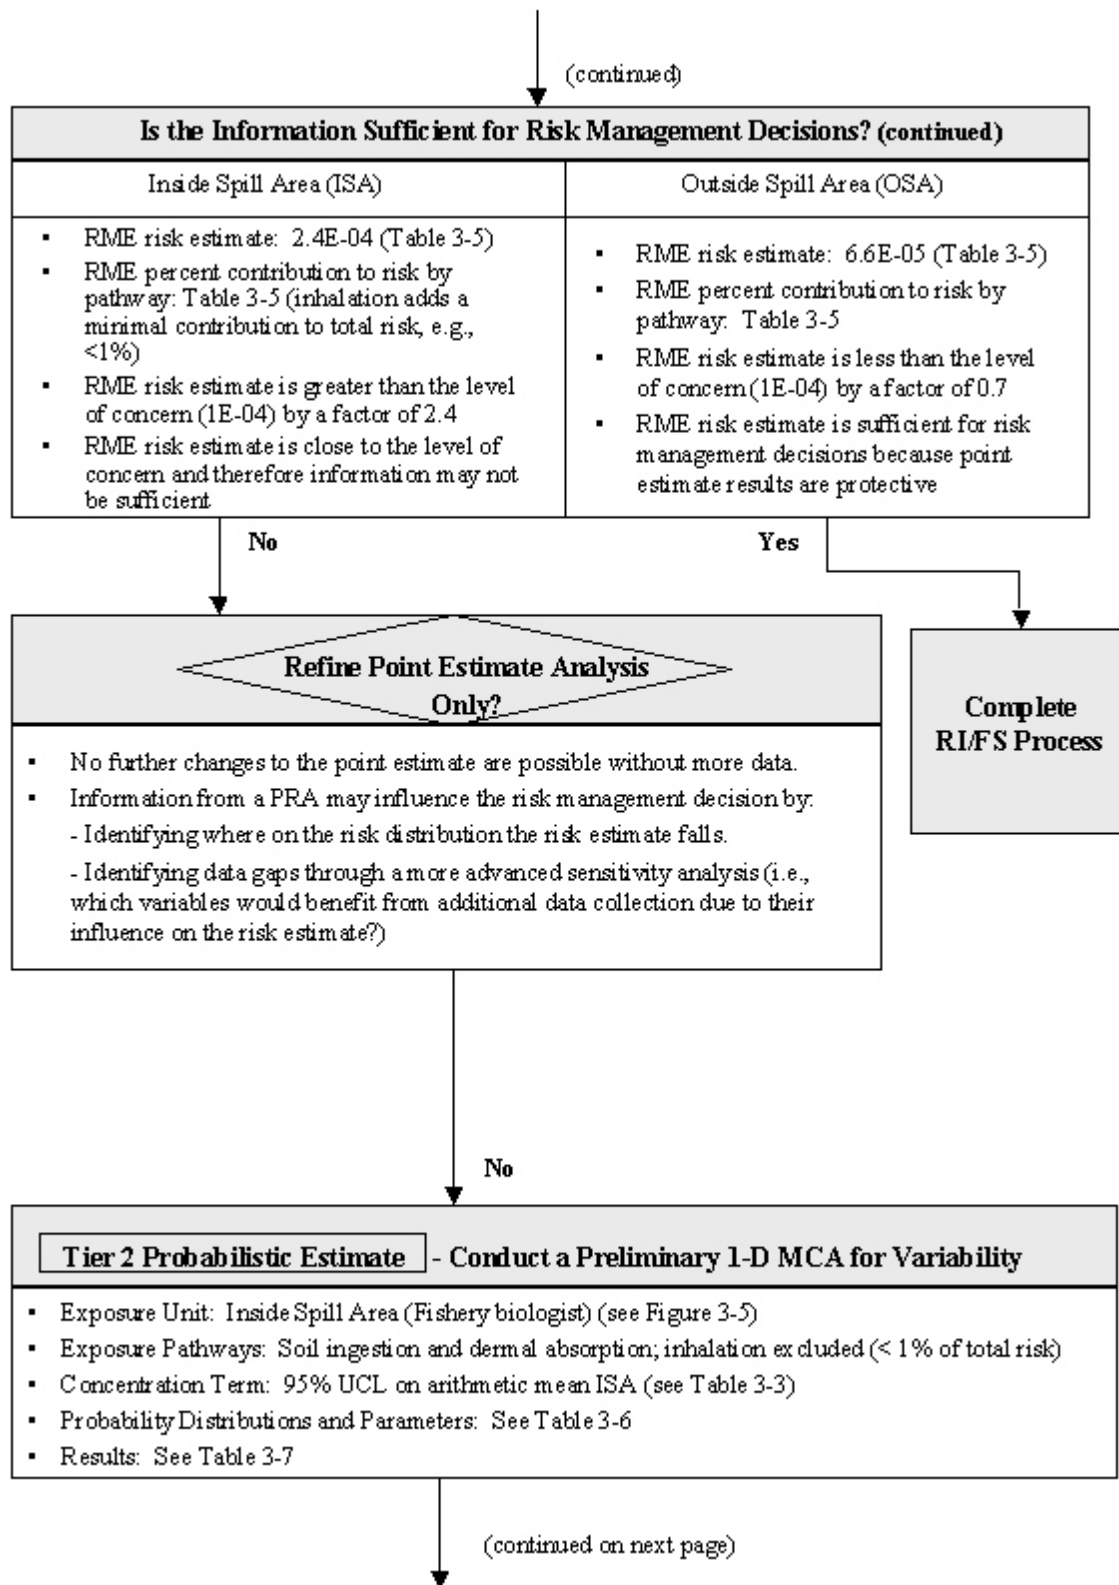 (continued)
Is the Information Sufficient for Risk Management Decisions? (continued)
Inside Spill Area (ISA)
▪ RME risk estimate: 2.4E-04 (Table 3-5)
▪ RME percent contribution to risk by
pathway: Table 3-5 (inhalation adds a
minimal contribution to total risk, e.g.,
<1%)
▪ RME risk estimate is greater than the level
of concern (1E-04) by a factor of 2.4
▪ RME risk estimate is close to the level of
concern and therefore information may not
be sufficient
Outside Spill Area (OSA)
▪ RME risk estimate: 6.6E-05 (Table 3-5)
▪ RME percent contribution to risk by
pathway: Table 3-5
▪ RME risk estimate is less than the level
of concern (1E-04) by a factor of 0.7
▪ RME risk estimate is sufficient for risk
management decisions because point
estimate results are protective
No
Yes
Refine Point Estimate Analysis
Only?
▪ No further changes to the point estimate are possible without more data.
▪ Information from a PRA may influence the risk management decision by:
- Identifying where on the risk distribution the risk estimate falls.
- Identifying data gaps through a more advanced sensitivity analysis (i.e.,
which variables would benefit from additional data collection due to their
influence on the risk estimate?)
Complete
RI/FS Process
No
Tier 2 Probabilistic Estimate - Conduct a Preliminary 1-D MCA for Variability
▪ Exposure Unit: Inside Spill Area (Fishery biologist) (see Figure 3-5)
▪ Exposure Pathways: Soil ingestion and dermal absorption; inhalation excluded (< 1% of total risk)
▪ Concentration Term: 95% UCL on arithmetic mean ISA (see Table 3-3)
▪ Probability Distributions and Parameters: See Table 3-6
▪ Results: See Table 3-7
(continued on next page)